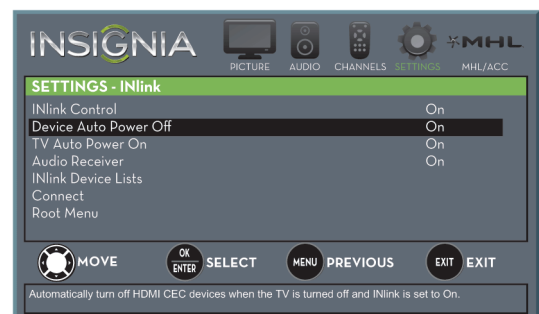 INSIGNIA
PICTURE AUDIO CHANNELS SETTINGS MHL MHL/ACC
SETTINGS - INlink
INlink Control On
Device Auto Power Off On
TV Auto Power On On
Audio Receiver On
INlink Device Lists
Connect
Root Menu
MOVE OK ENTER SELECT MENU PREVIOUS EXIT EXIT
Automatically turn off HDMI CEC devices when the TV is turned off and INlink is set to On.